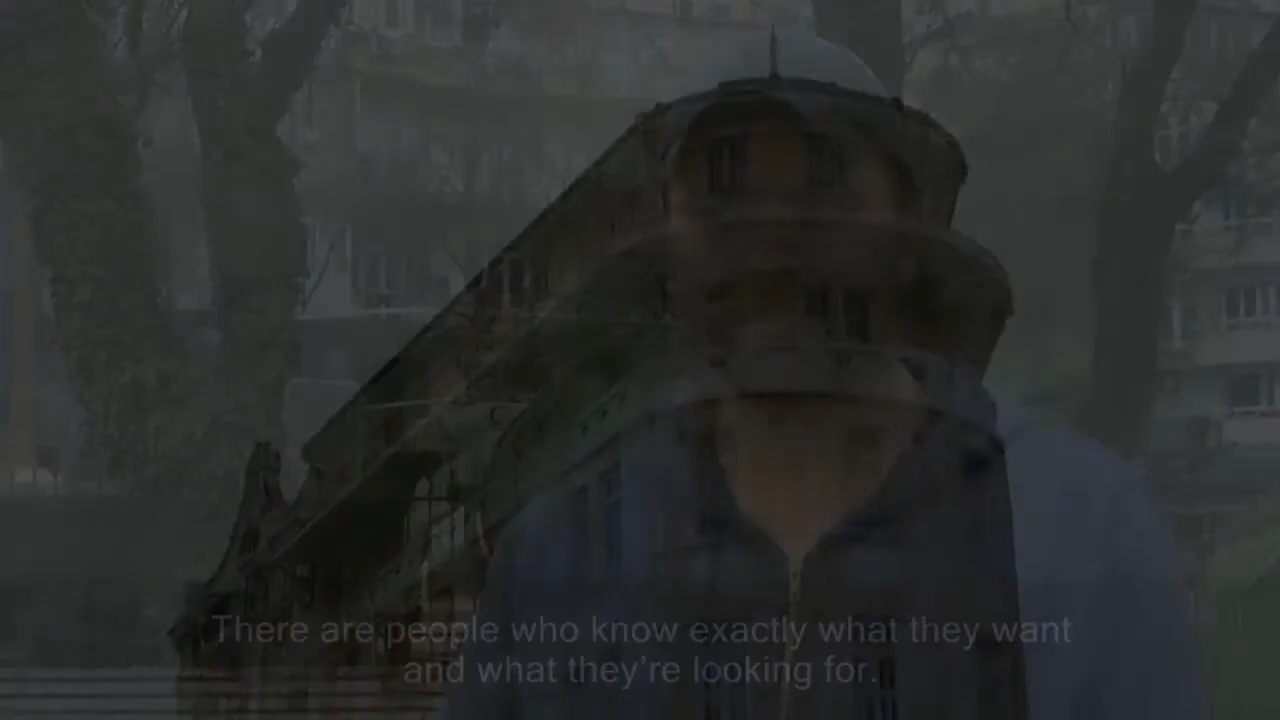 There are people who know exactly what they want
and what they're looking for.